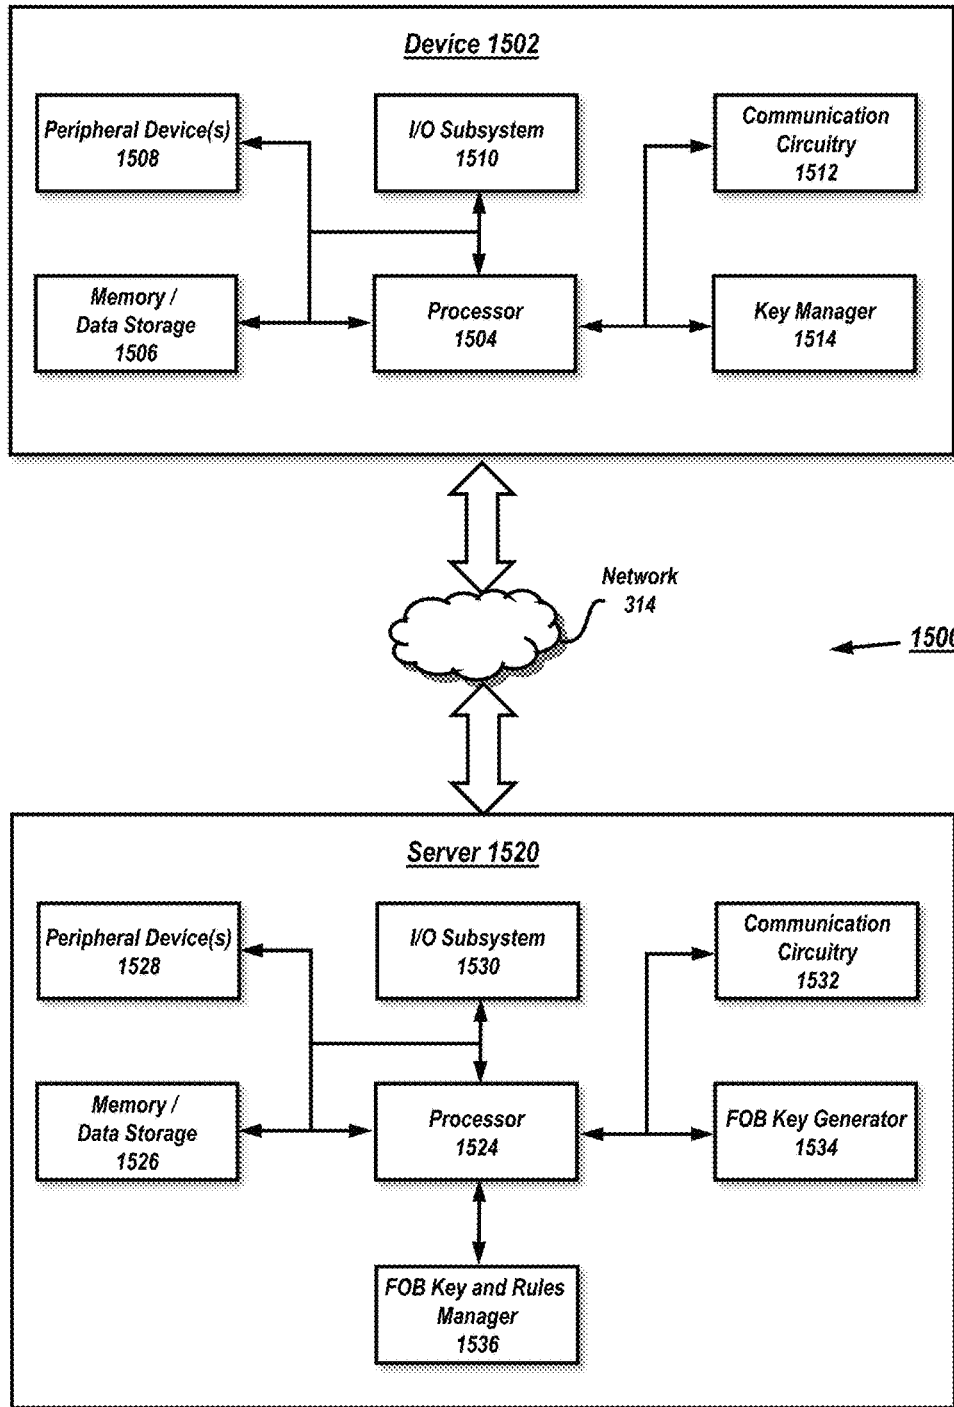 Device 1502
Peripheral Device(s)
1508
I/O Subsystem
1510
Communication
Circuitry
1512
Memory /
Data Storage
1506
Processor
1504
Key Manager
1514
Network
314
1500
Server 1520
Peripheral Device(s)
1528
I/O Subsystem
1530
Communication
Circuitry
1532
Memory /
Data Storage
1526
Processor
1524
FOB Key Generator
1534
FOB Key and Rules
Manager
1536